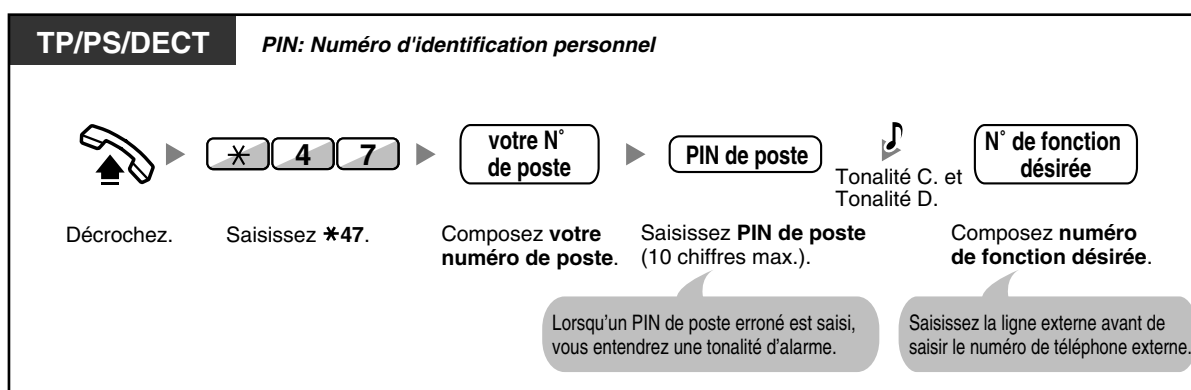 TP/PS/DECT PIN: Numéro d'identification personnel
✳ 4 7
votre N°
de poste
PIN de poste
Tonalité C. et
Tonalité D.
N° de fonction
désirée
Décrochez.
Saisissez ✳47.
Composez votre
numéro de poste.
Saisissez PIN de poste
(10 chiffres max.).
Composez numéro
de fonction désirée.
Lorsqu'un PIN de poste erroné est saisi,
vous entendrez une tonalité d'alarme.
Saisissez la ligne externe avant de
saisir le numéro de téléphone externe.